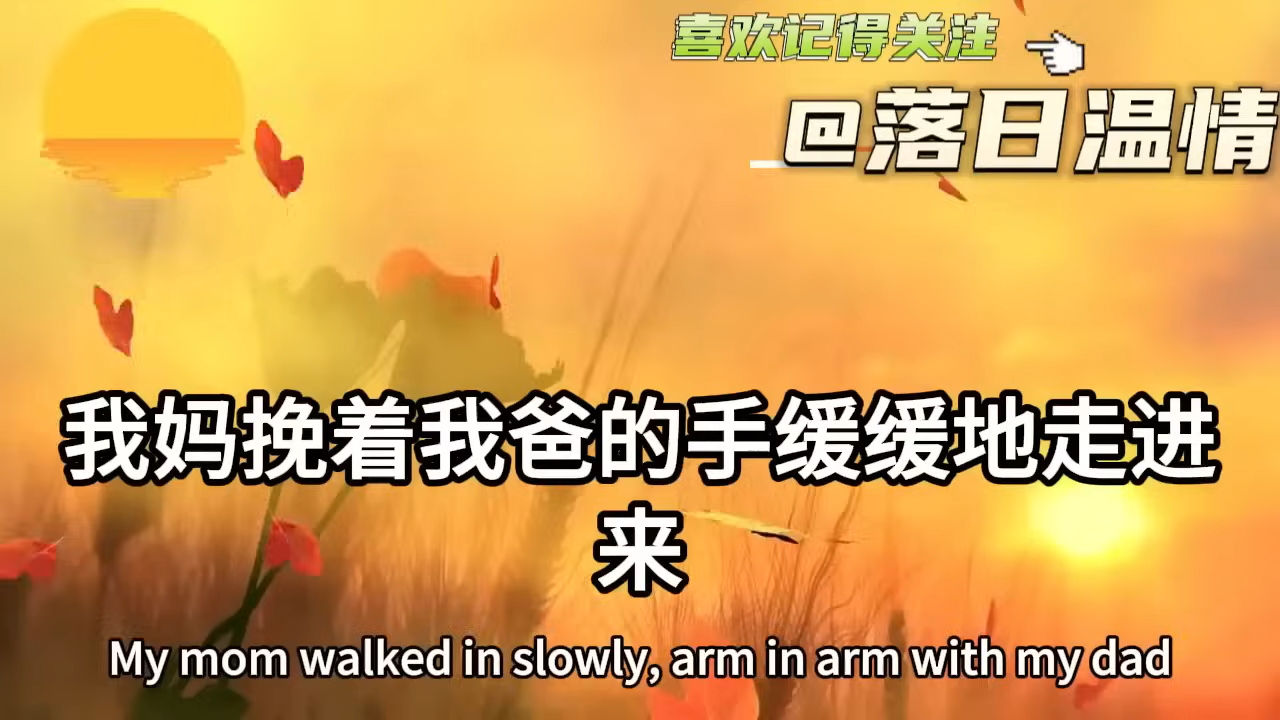 喜欢记得关注
@落日温情
我妈挽着我爸的手缓缓地走进
来
My mom walked in slowly, arm in arm with my dad